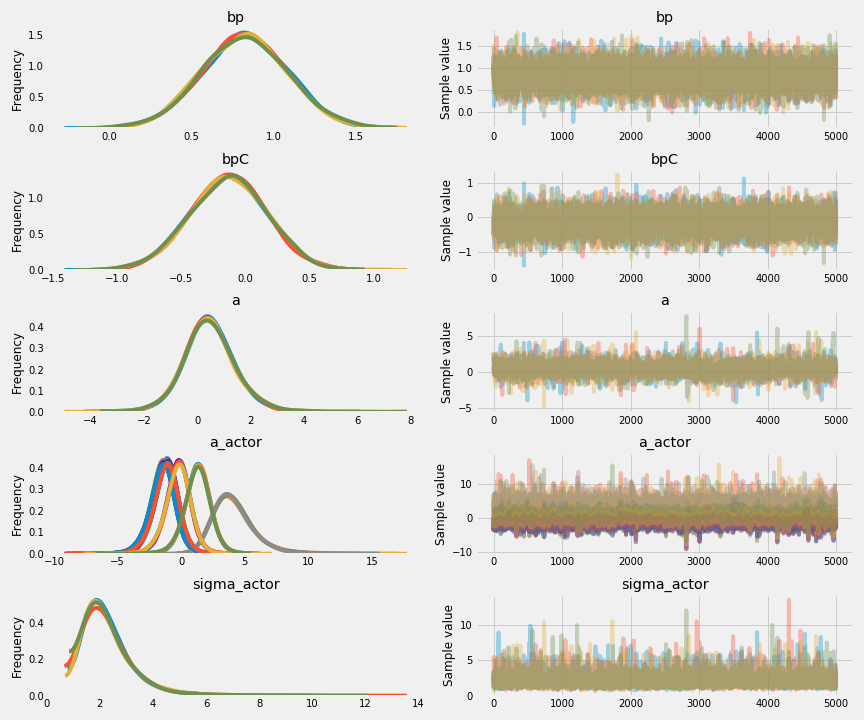 bp
bp
Frequency
0.0
0.5
1.0
1.5
0.0 0.5 1.0 1.5
Sample value
0.0
0.5
1.0
1.5
0 1000 2000 3000 4000 5000
bpC
bpC
Frequency
0.0
0.5
1.0
−1.5 −1.0 −0.5 0.0 0.5 1.0
Sample value
−1
0
1
0 1000 2000 3000 4000 5000
a
a
Frequency
0.0
0.1
0.2
0.3
0.4
−4 −2 0 2 4 6 8
Sample value
−5
0
5
0 1000 2000 3000 4000 5000
a_actor
a_actor
Frequency
0.0
0.1
0.2
0.3
0.4
−10 −5 0 5 10 15
Sample value
−10
0
10
0 1000 2000 3000 4000 5000
sigma_actor
sigma_actor
Frequency
0.0
0.2
0.4
0 2 4 6 8 10 12 14
Sample value
0
5
10
0 1000 2000 3000 4000 5000